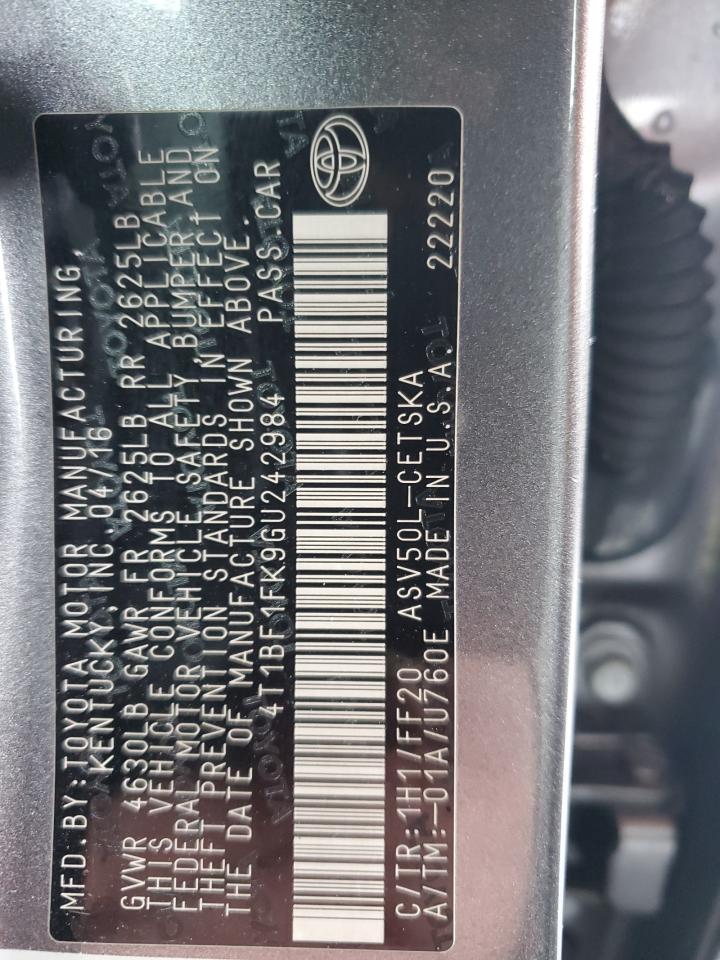 MFD. BY: TOYOTA MOTOR MANUFACTURING,
KENTUCKY, INC. 04/16
GVWR 4630LB GAWR FR 2625LB RR 2625LB
THIS VEHICLE CONFORMS TO ALL APPLICABLE
FEDERAL MOTOR VEHICLE SAFETY, BUMPER, AND
THEFT PREVENTION STANDARDS IN EFFECT ON
THE DATE OF MANUFACTURE SHOWN ABOVE.
4T1BF1FK9GU242984 PASS.CAR
C/TR:1H1/FF20 ASV50L-CETSKA
A/TM:-01A/U760E MADE IN U.S.A. 22220